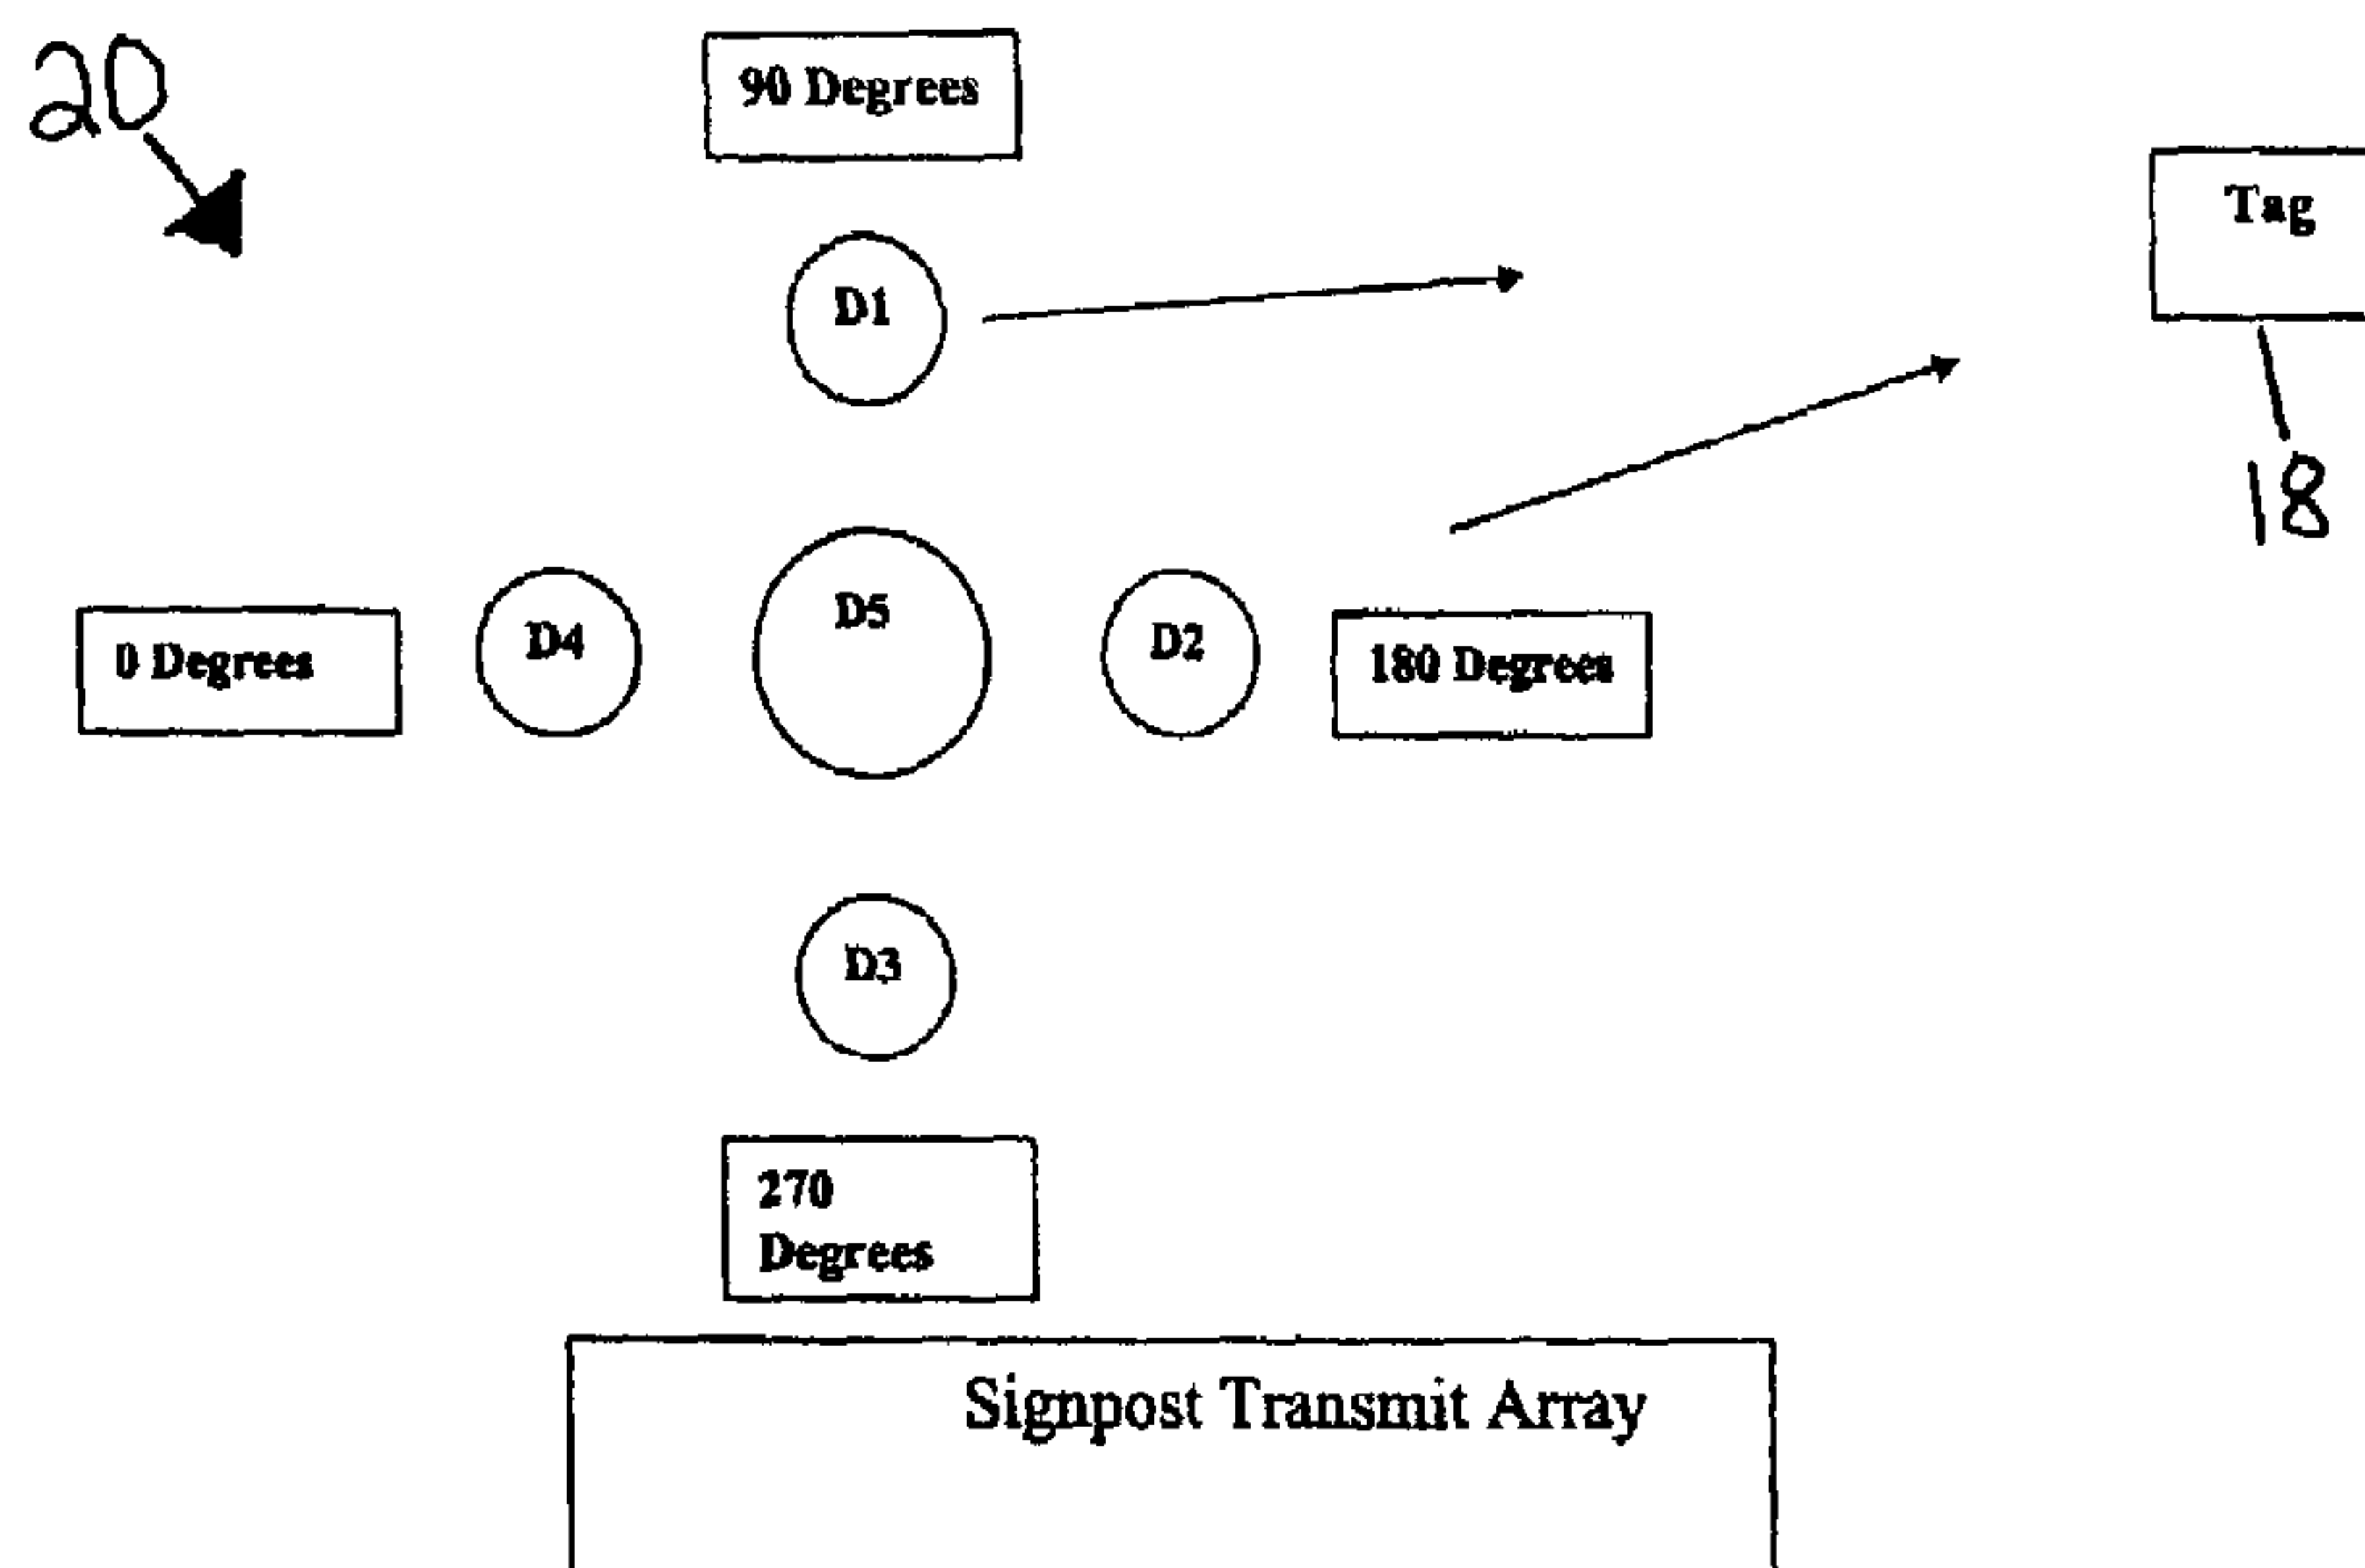 20
90 Degrees
Tag
D1
18
0 Degrees
D4
D5
D2
180 Degrees
D3
270
Degrees
Signpost Transmit Array